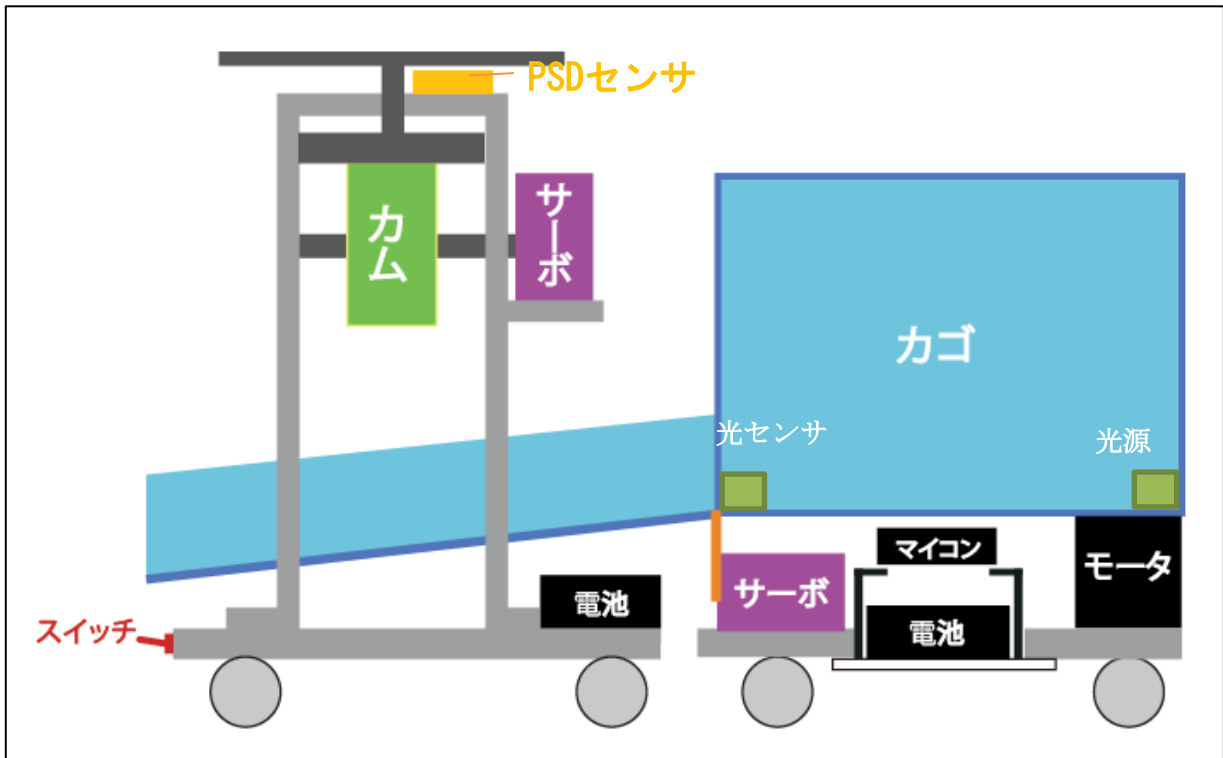 PSDセンサ
カム
サーボ
カゴ
光センサ
光源
マイコン
モータ
サーボ
電池
電池
スイッチ